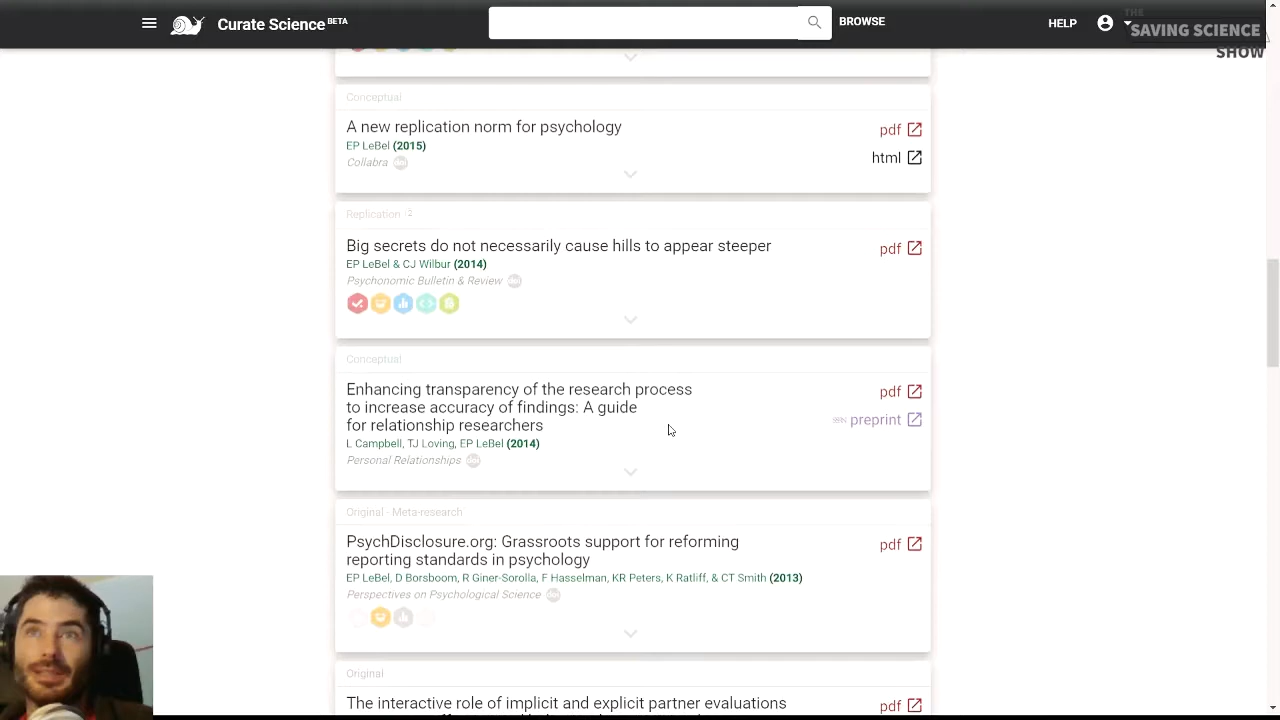 Curate Science BETA
BROWSE
HELP
THE
SAVING SCIENCE
SHOW
Conceptual
A new replication norm for psychology
pdf
EP LeBel (2015)
html
Collabra doi
Replication
Big secrets do not necessarily cause hills to appear steeper
pdf
EP LeBel & CJ Wilbur (2014)
Psychonomic Bulletin & Review doi
Conceptual
Enhancing transparency of the research process
pdf
to increase accuracy of findings: A guide
preprint
for relationship researchers
L Campbell, TJ Loving, EP LeBel (2014)
Personal Relationships doi
Original - Meta-research
PsychDisclosure.org: Grassroots support for reforming
pdf
reporting standards in psychology
EP LeBel, D Borsboom, R Giner-Sorolla, F Hasselman, KR Peters, K Ratliff, & CT Smith (2013)
Perspectives on Psychological Science doi
Original
The interactive role of implicit and explicit partner evaluations
pdf